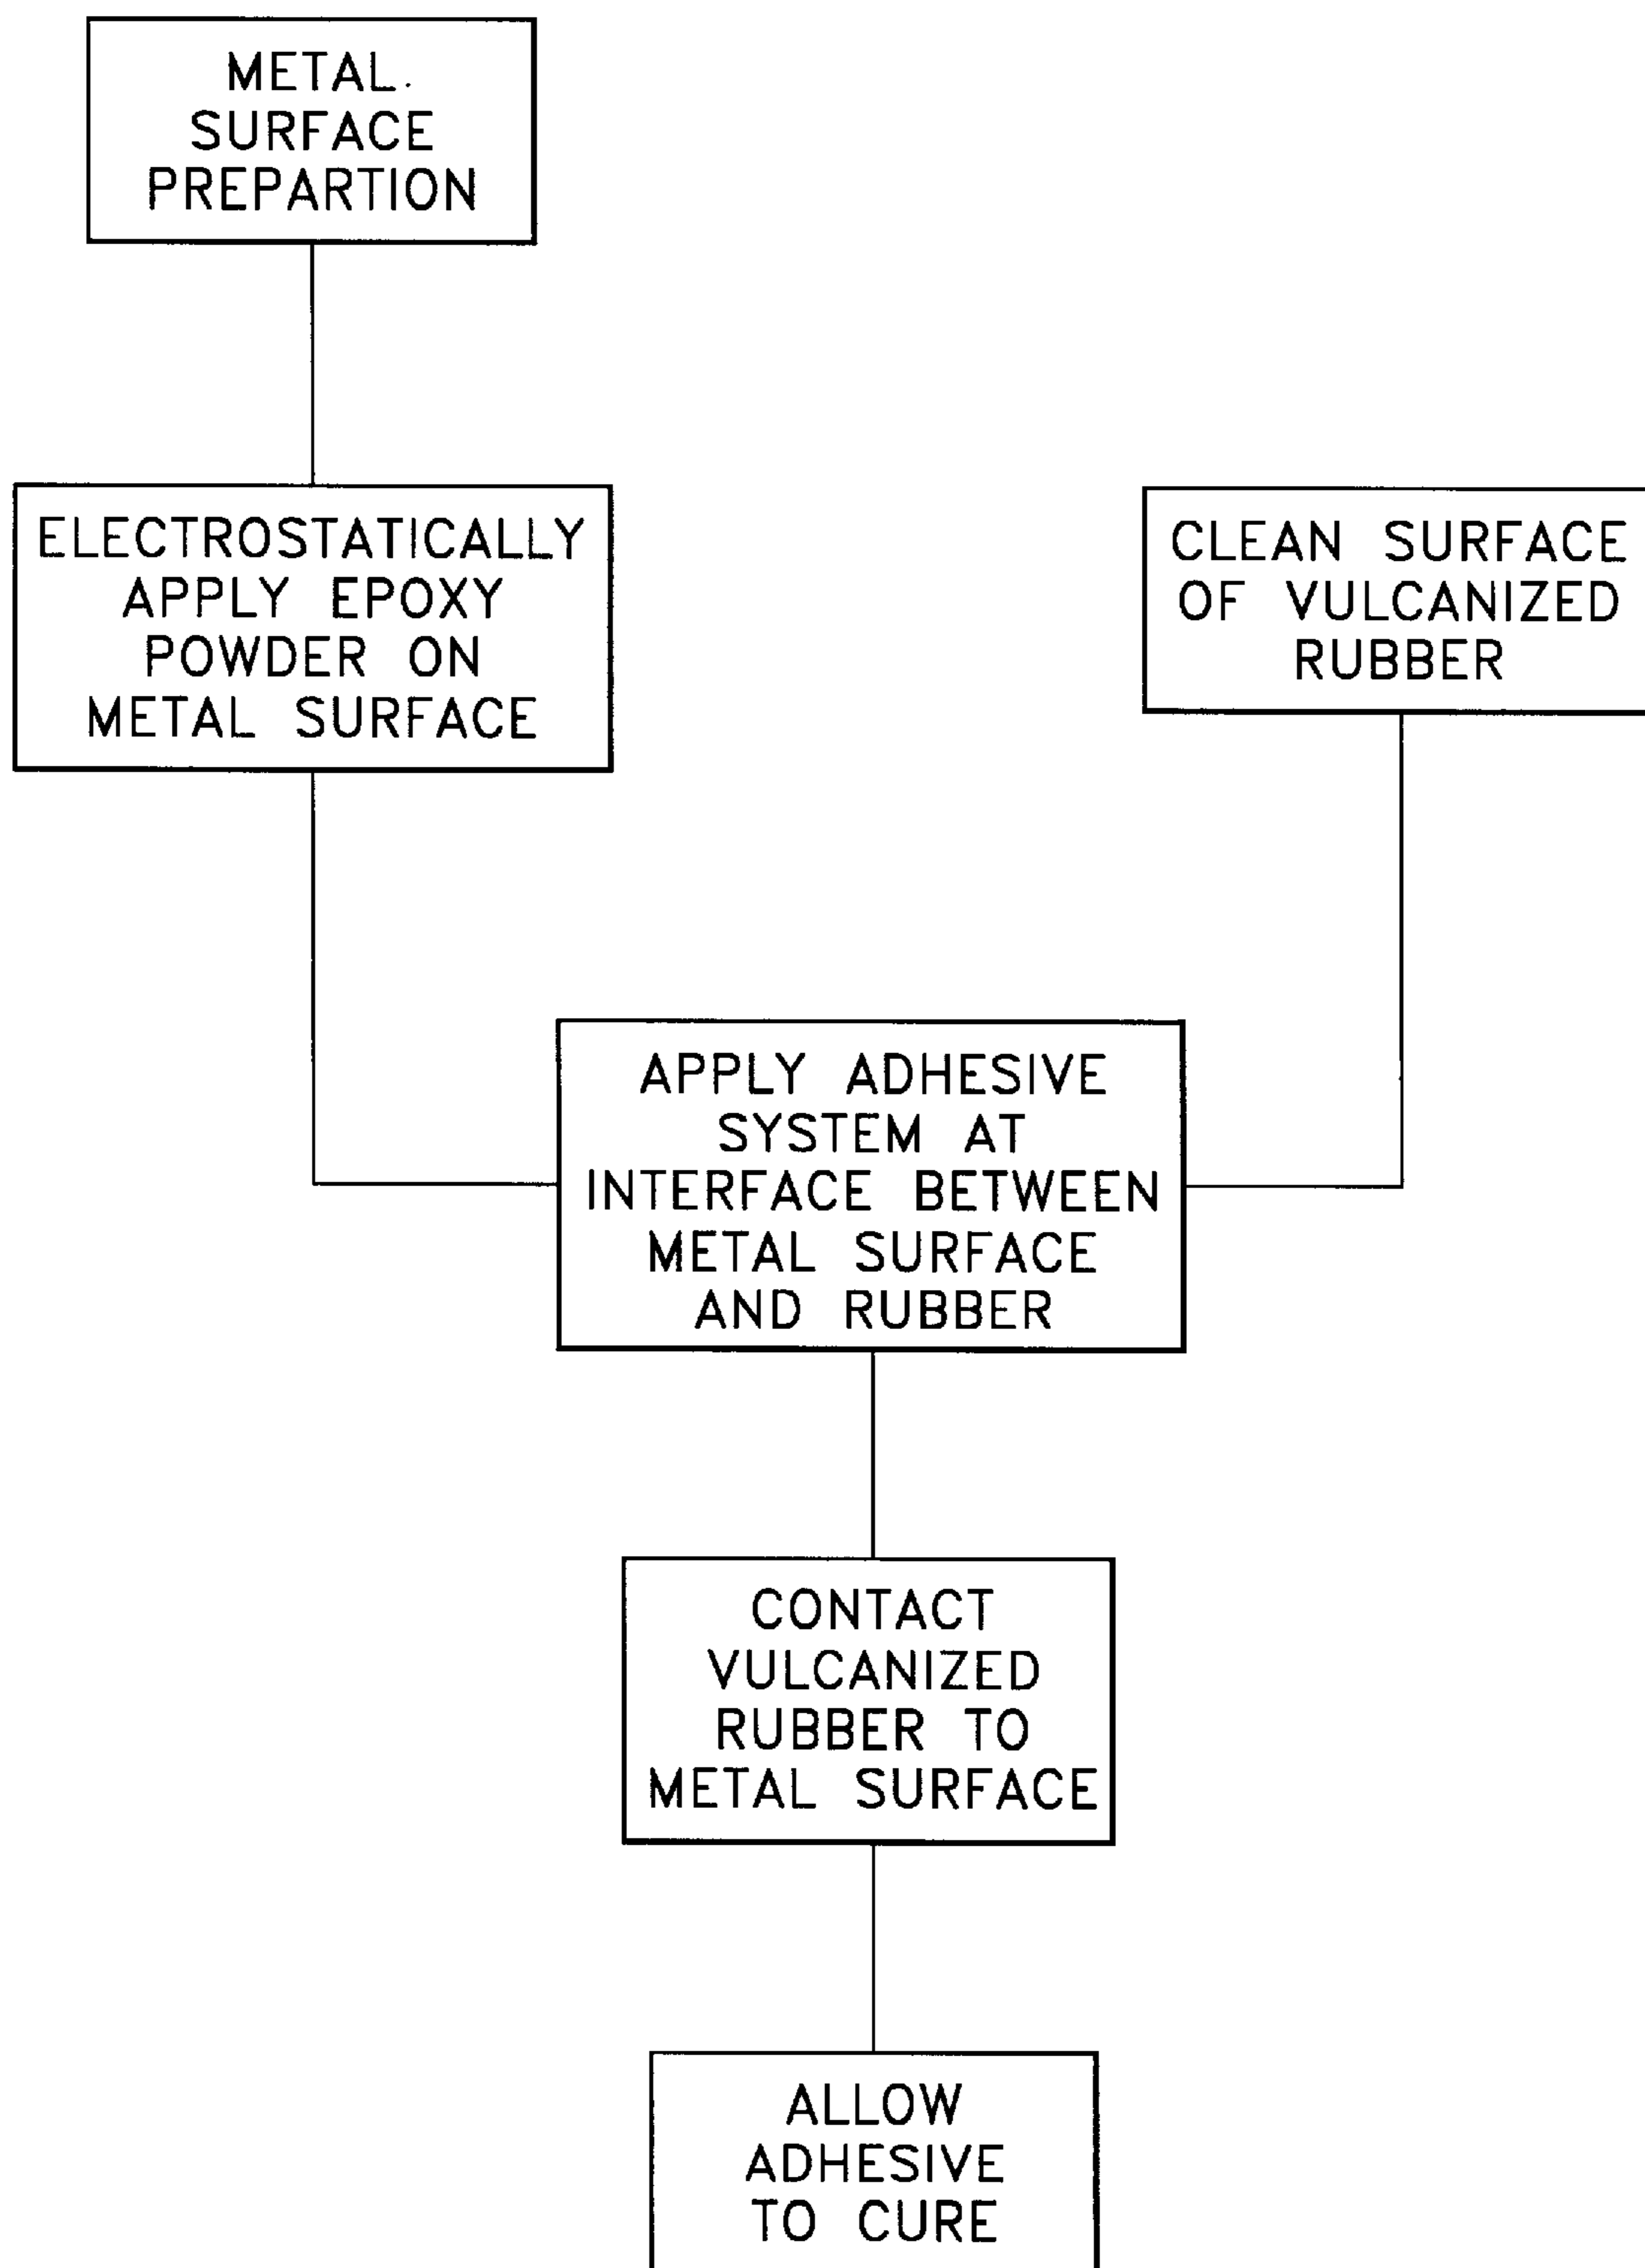 METAL
SURFACE
PREPARTION
ELECTROSTATICALLY
APPLY EPOXY
POWDER ON
METAL SURFACE
CLEAN SURFACE
OF VULCANIZED
RUBBER
APPLY ADHESIVE
SYSTEM AT
INTERFACE BETWEEN
METAL SURFACE
AND RUBBER
CONTACT
VULCANIZED
RUBBER TO
METAL SURFACE
ALLOW
ADHESIVE
TO CURE